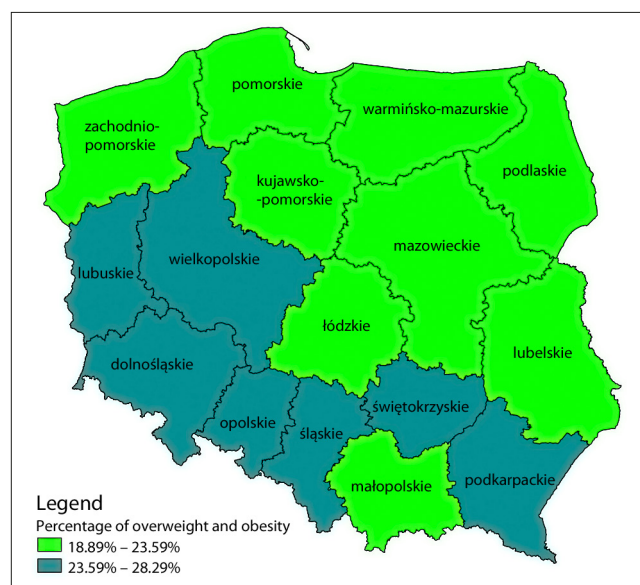 pomorskie
warmińsko-mazurskie
zachodnio-
pomorskie
podlaskie
kujawsko-
-pomorskie
mazowieckie
wielkopolskie
lubuskie
łódzkie
lubelskie
dolnośląskie
świętokrzyskie
opolskie
śląskie
podkarpackie
małopolskie
Legend
Percentage of overweight and obesity
18.89% – 23.59%
23.59% – 28.29%